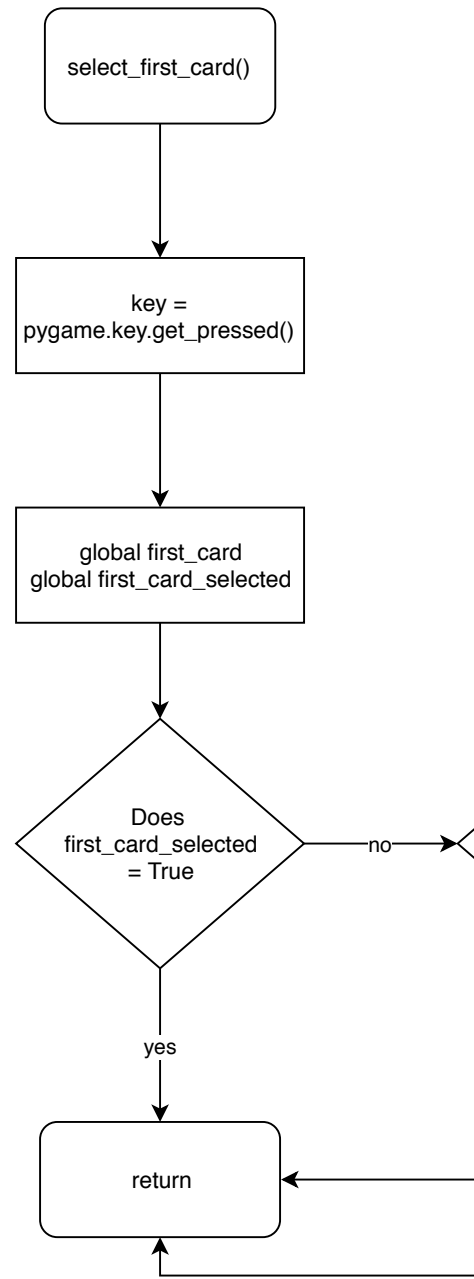 select_first_card()
key =
pygame.key.get_pressed()
global first_card
global first_card_selected
Does
first_card_selected
= True
no
yes
return